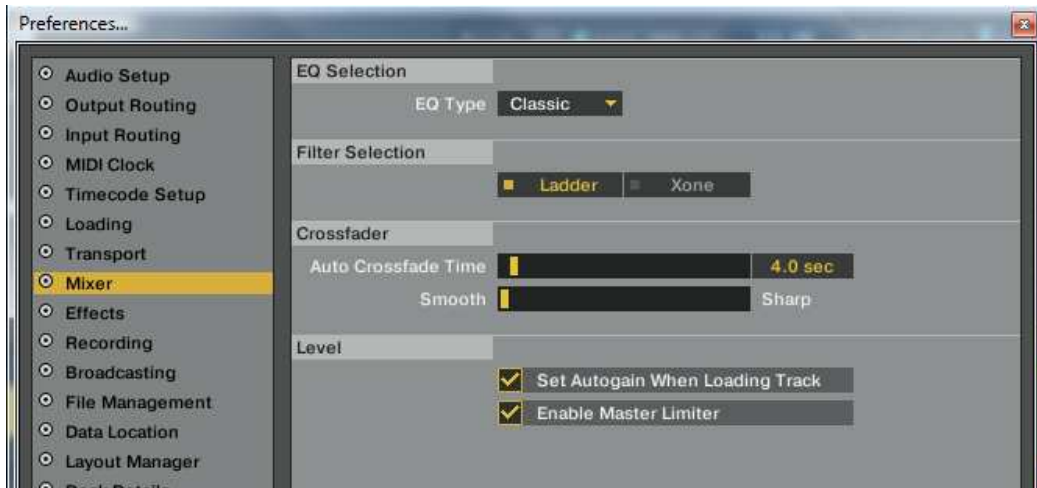 Preferences...
Audio Setup
Output Routing
Input Routing
MIDI Clock
Timecode Setup
Loading
Transport
Mixer
Effects
Recording
Broadcasting
File Management
Data Location
Layout Manager
EQ Selection
EQ Type Classic
Filter Selection
Ladder Xone
Crossfader
Auto Crossfade Time 4.0 sec
Smooth Sharp
Level
Set Autogain When Loading Track
Enable Master Limiter